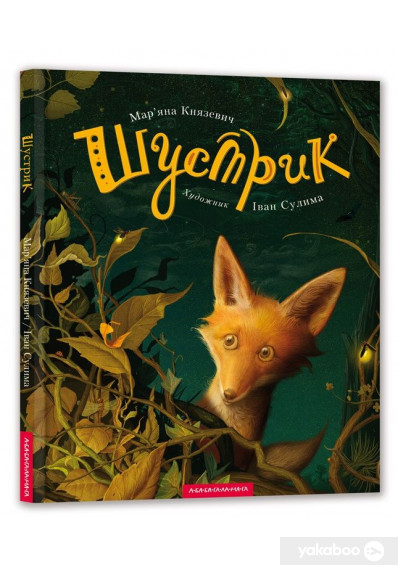 Мар’яна Князевич
Шустрик
Художник
Іван Сулима
А-БА-БА-ГА-ЛА-МА-ГА
Шустрик
Мар’яна Князевич / Іван Сулима
А-БА-БА-ГА-ЛА-МА-ГА
yakaboo